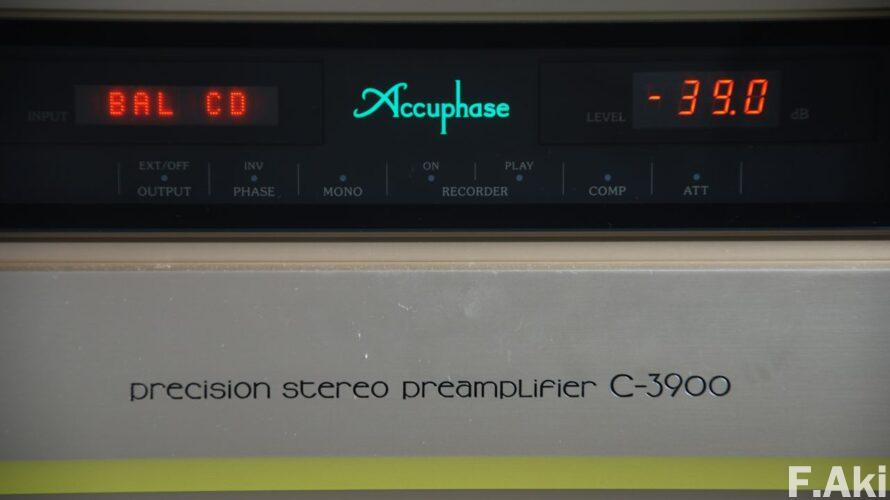 INPUT BAL CD Accuphase LEVEL -39.0 dB
EXT/OFF INV ON PLAY
OUTPUT PHASE MONO RECORDER COMP ATT
precision stereo preamplifier C-3900
F.Aki